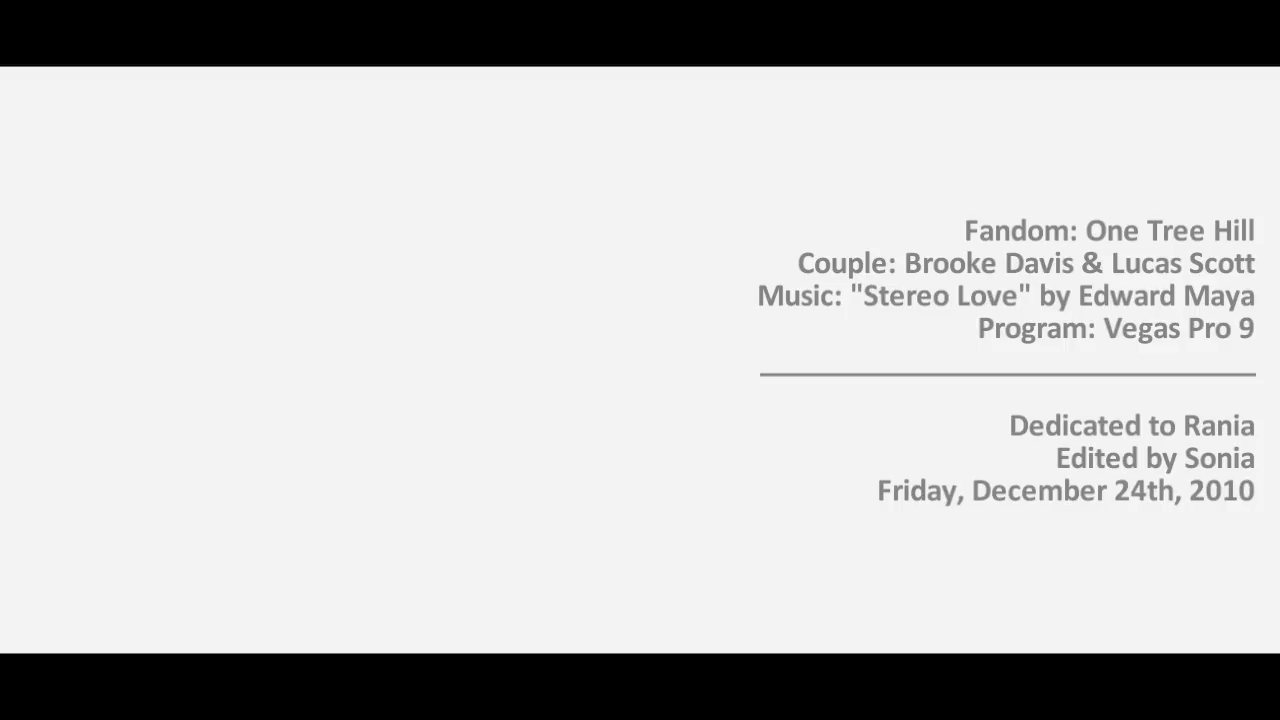 Fandom: One Tree Hill
Couple: Brooke Davis & Lucas Scott
Music: "Stereo Love" by Edward Maya
Program: Vegas Pro 9
Dedicated to Rania
Edited by Sonia
Friday, December 24th, 2010